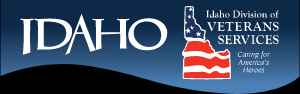 IDAHO
Idaho Division of
VETERANS
SERVICES
Caring for
America's
Heroes